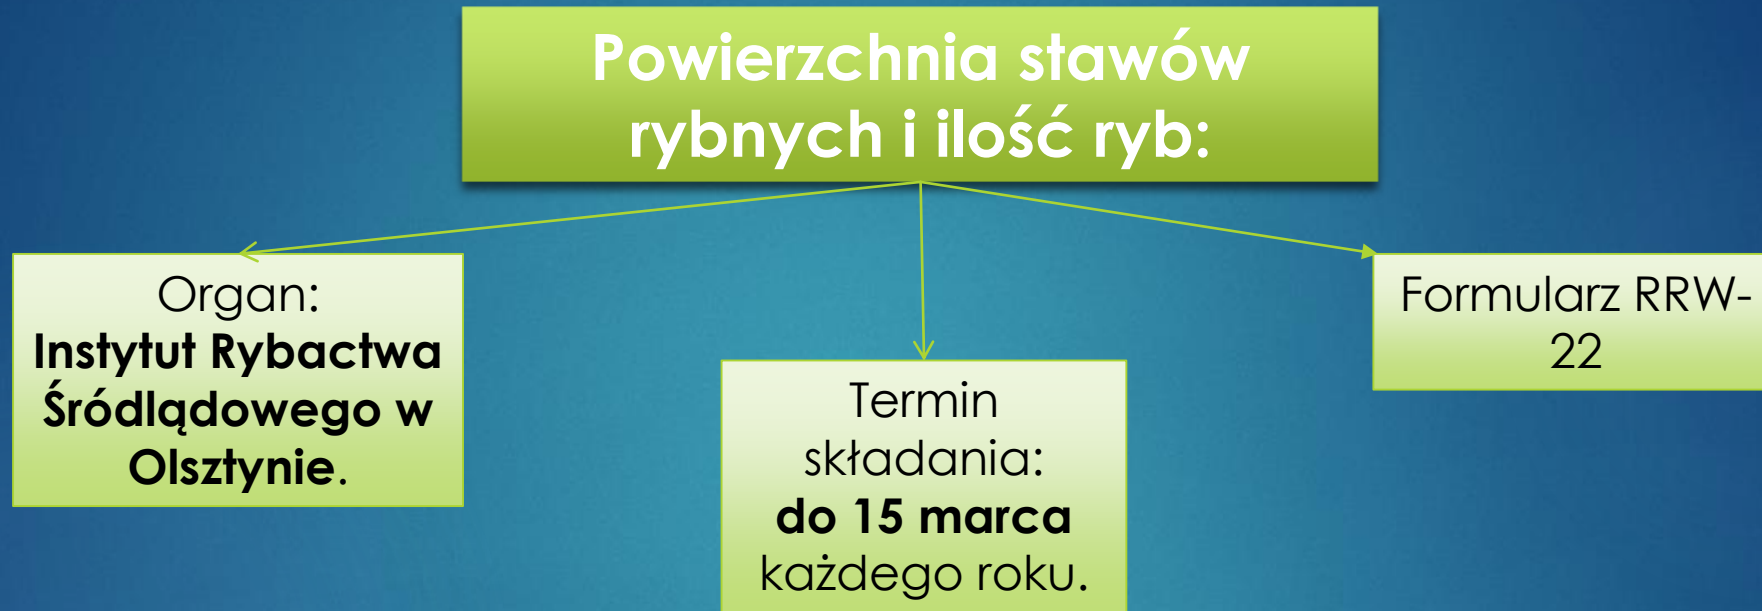 Powierzchnia stawów
rybnych i ilość ryb:
Organ:
Instytut Rybactwa
Śródlądowego w
Olsztynie.
Termin
składania:
do 15 marca
każdego roku.
Formularz RRW-
22